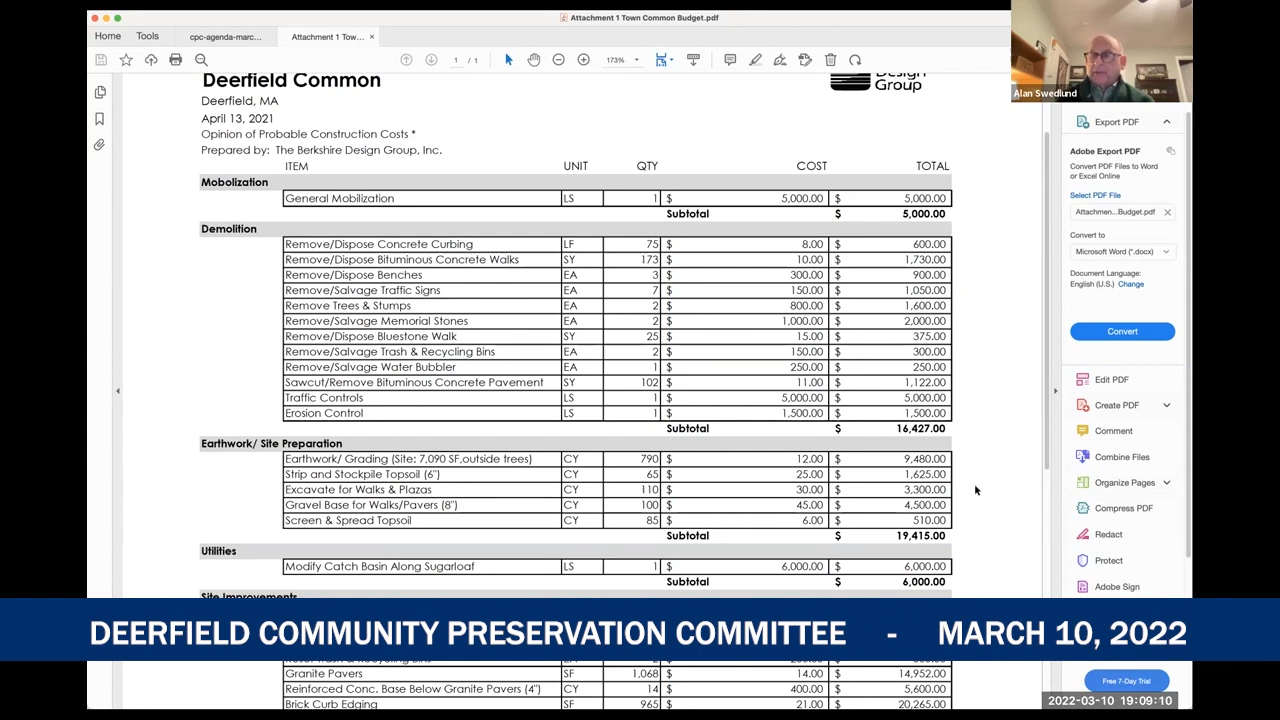 Attachment 1 Town Common Budget.pdf
Home Tools cpc-agenda-marc... Attachment 1 Tow... ×
1 / 1 173%
Alan Swedlund
Deerfield Common
Design
Group
Deerfield, MA
April 13, 2021
Opinion of Probable Construction Costs *
Prepared by: The Berkshire Design Group, Inc.
ITEM UNIT QTY COST TOTAL
Mobolization
General Mobilization LS 1 $ 5,000.00 $ 5,000.00
Subtotal $ 5,000.00
Demolition
Remove/Dispose Concrete Curbing LF 75 $ 8.00 $ 600.00
Remove/Dispose Bituminous Concrete Walks SY 173 $ 10.00 $ 1,730.00
Remove/Dispose Benches EA 3 $ 300.00 $ 900.00
Remove/Salvage Traffic Signs EA 7 $ 150.00 $ 1,050.00
Remove Trees & Stumps EA 2 $ 800.00 $ 1,600.00
Remove/Salvage Memorial Stones EA 2 $ 1,000.00 $ 2,000.00
Remove/Dispose Bluestone Walk SY 25 $ 15.00 $ 375.00
Remove/Salvage Trash & Recycling Bins EA 2 $ 150.00 $ 300.00
Remove/Salvage Water Bubbler EA 1 $ 250.00 $ 250.00
Sawcut/Remove Bituminous Concrete Pavement SY 102 $ 11.00 $ 1,122.00
Traffic Controls LS 1 $ 5,000.00 $ 5,000.00
Erosion Control LS 1 $ 1,500.00 $ 1,500.00
Subtotal $ 16,427.00
Earthwork/ Site Preparation
Earthwork/ Grading (Site: 7,090 SF,outside trees) CY 790 $ 12.00 $ 9,480.00
Strip and Stockpile Topsoil (6") CY 65 $ 25.00 $ 1,625.00
Excavate for Walks & Plazas CY 110 $ 30.00 $ 3,300.00
Gravel Base for Walks/Pavers (8") CY 100 $ 45.00 $ 4,500.00
Screen & Spread Topsoil CY 85 $ 6.00 $ 510.00
Subtotal $ 19,415.00
Utilities
Modify Catch Basin Along Sugarloaf LS 1 $ 6,000.00 $ 6,000.00
Subtotal $ 6,000.00
Site Improvements
DEERFIELD COMMUNITY PRESERVATION COMMITTEE - MARCH 10, 2022
Granite Pavers SF 1,068 $ 14.00 $ 14,952.00
Reinforced Conc. Base Below Granite Pavers (4") CY 14 $ 400.00 $ 5,600.00
Brick Curb Edging SF 965 $ 21.00 $ 20,265.00
Export PDF
Adobe Export PDF
Convert PDF Files to Word
or Excel Online
Select PDF File
Attachmen...Budget.pdf ×
Convert to
Microsoft Word (*.docx)
Document Language:
English (U.S.) Change
Convert
Edit PDF
Create PDF
Comment
Combine Files
Organize Pages
Compress PDF
Redact
Protect
Adobe Sign
Free 7-Day Trial
2022-03-10 19:09:10